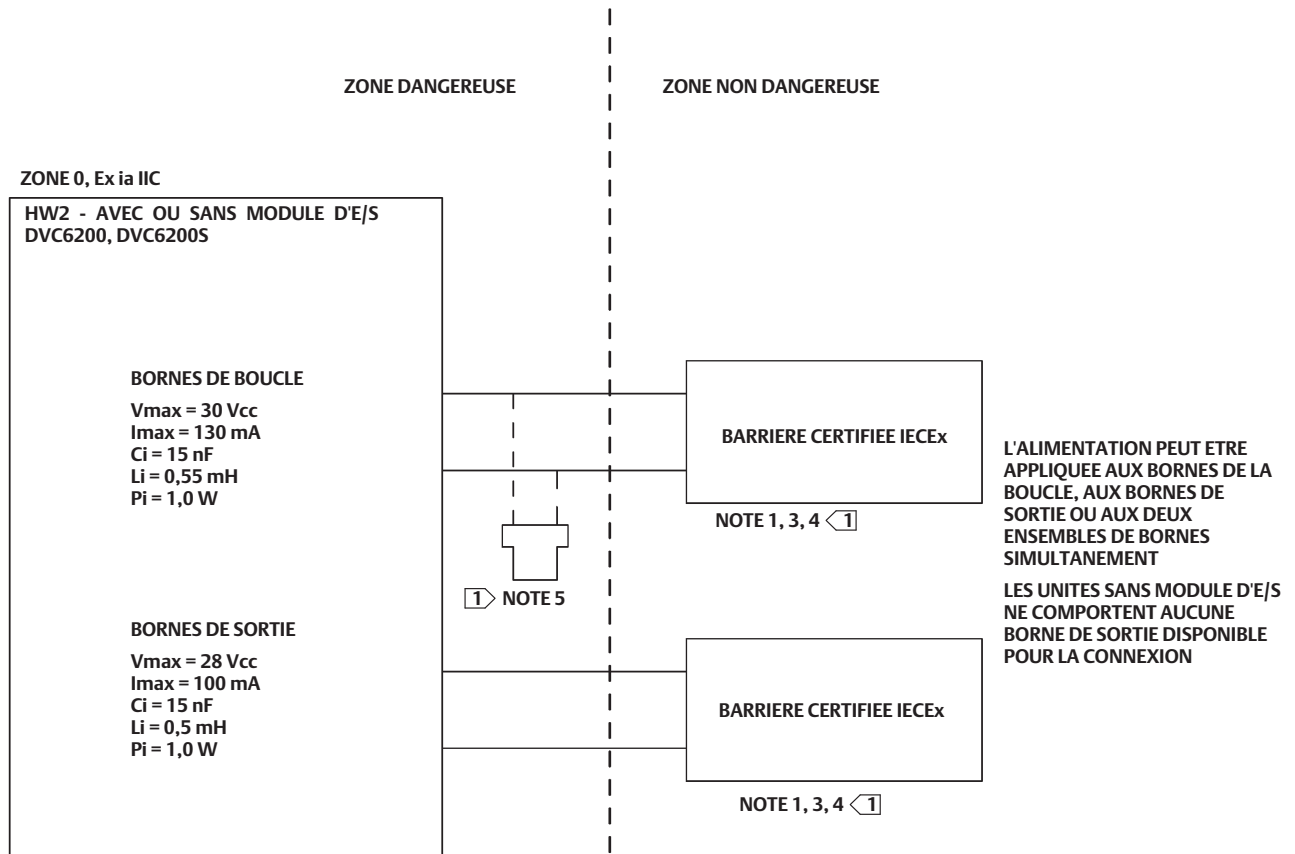 ZONE DANGEREUSE
ZONE NON DANGEREUSE
ZONE 0, Ex ia IIC
HW2 - AVEC OU SANS MODULE D'E/S
DVC6200, DVC6200S
BORNES DE BOUCLE
Vmax = 30 Vcc
Imax = 130 mA
Ci = 15 nF
Li = 0,55 mH
Pi = 1,0 W
BARRIERE CERTIFIEE IECEx
NOTE 1, 3, 4 1
L'ALIMENTATION PEUT ETRE
APPLIQUEE AUX BORNES DE LA
BOUCLE, AUX BORNES DE
SORTIE OU AUX DEUX
ENSEMBLES DE BORNES
SIMULTANEMENT
LES UNITES SANS MODULE D'E/S
NE COMPORTENT AUCUNE
BORNE DE SORTIE DISPONIBLE
POUR LA CONNEXION
1 NOTE 5
BORNES DE SORTIE
Vmax = 28 Vcc
Imax = 100 mA
Ci = 15 nF
Li = 0,5 mH
Pi = 1,0 W
BARRIERE CERTIFIEE IECEx
NOTE 1, 3, 4 1